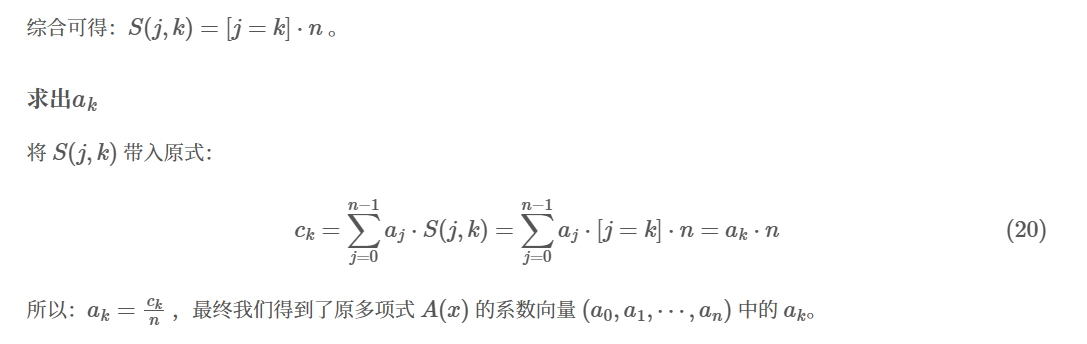 综合可得：S(j, k) = [j = k] · n 。
求出a_k
将 S(j, k) 带入原式：
c_k = \sum_{j=0}^{n-1} a_j · S(j, k) = \sum_{j=0}^{n-1} a_j · [j = k] · n = a_k · n (20)
所以：a_k = \frac{c_k}{n} ，最终我们得到了原多项式 A(x) 的系数向量 (a_0, a_1, ⋯ , a_n) 中的 a_k。